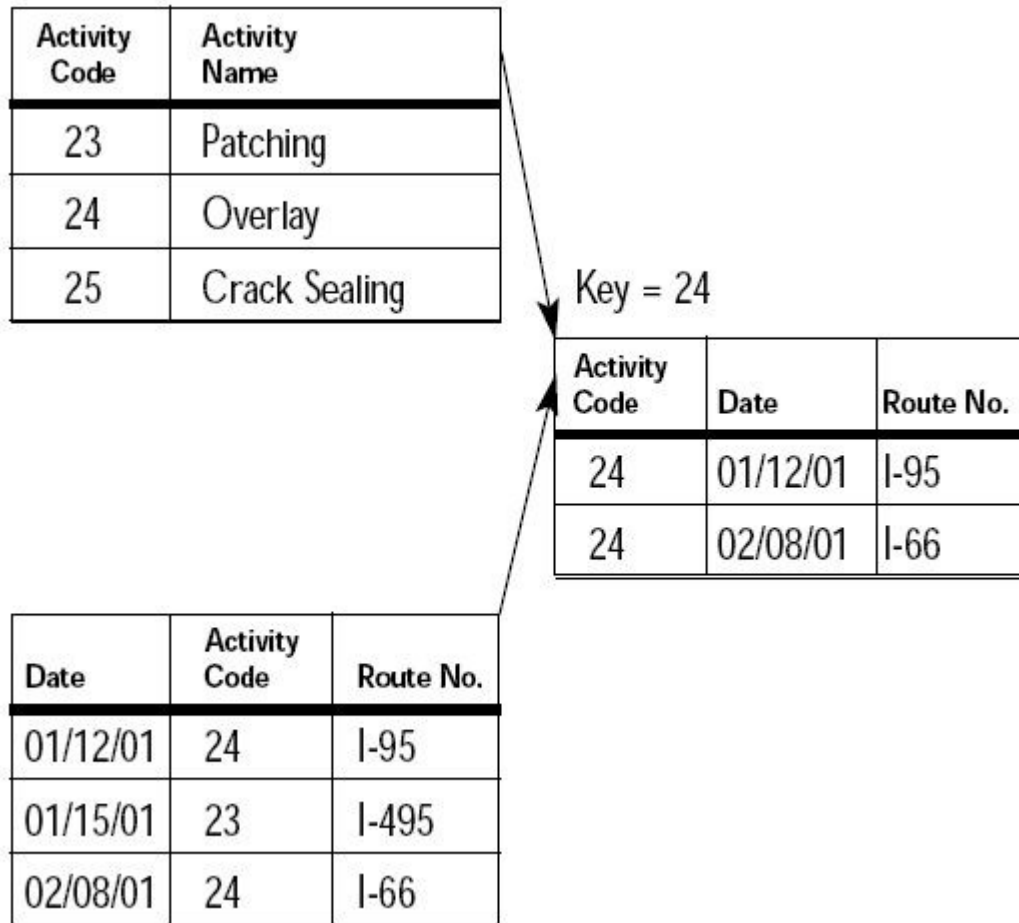 Activity Code Activity Name
23 Patching
24 Overlay
25 Crack Sealing
Key = 24
Activity Code Date Route No.
24 01/12/01 I-95
24 02/08/01 I-66
Date Activity Code Route No.
01/12/01 24 I-95
01/15/01 23 I-495
02/08/01 24 I-66